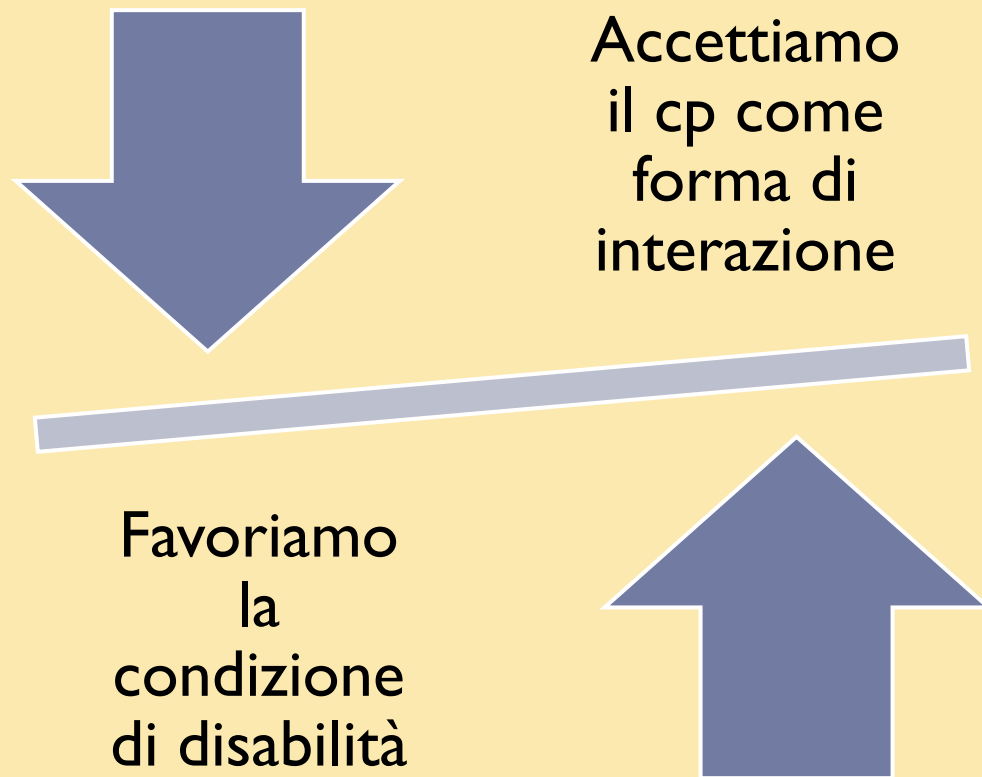 Accettiamo
il cp come
forma di
interazione
Favoriamo
la
condizione
di disabilità